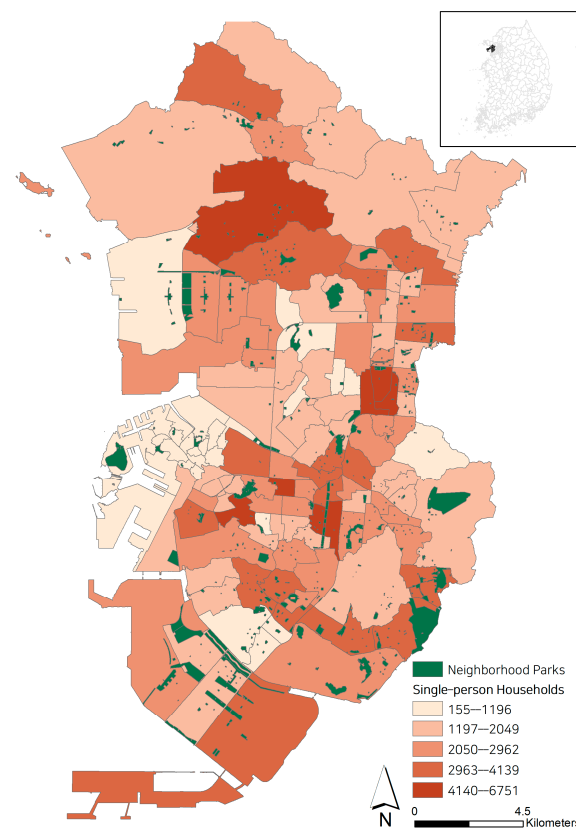 Neighborhood Parks
Single-person Households
155—1196
1197—2049
2050—2962
2963—4139
4140—6751
N
0 4.5
Kilometers